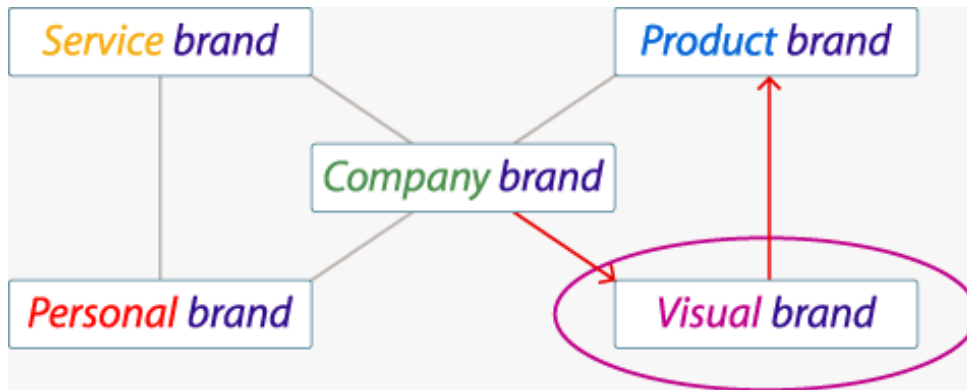 Service brand
Product brand
Company brand
Personal brand
Visual brand